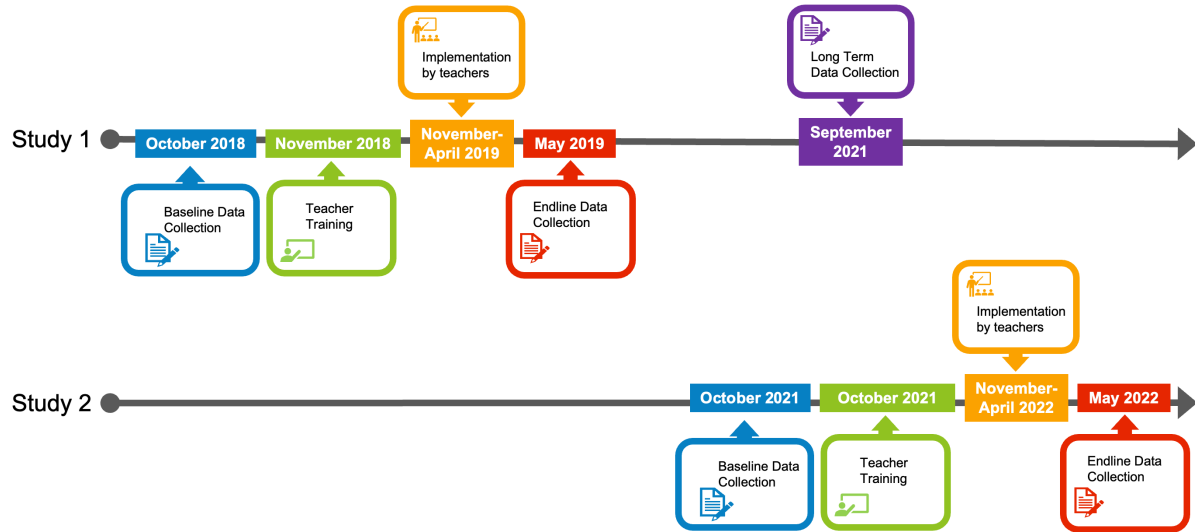 Implementation
by teachers
Long Term
Data Collection
Study 1
October 2018
November 2018
November-
April 2019
May 2019
September
2021
Baseline Data
Collection
Teacher
Training
Endline Data
Collection
Implementation
by teachers
Study 2
October 2021
October 2021
November-
April 2022
May 2022
Baseline Data
Collection
Teacher
Training
Endline Data
Collection